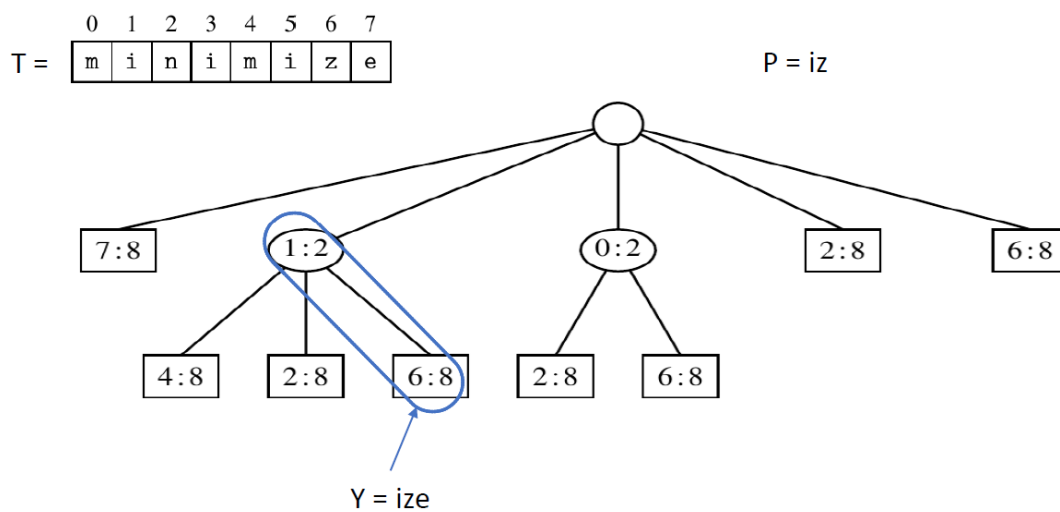 0 1 2 3 4 5 6 7
T = m i n i m i z e
P = iz
7:8 1:2 0:2 2:8 6:8
4:8 2:8 6:8 2:8 6:8
Y = ize